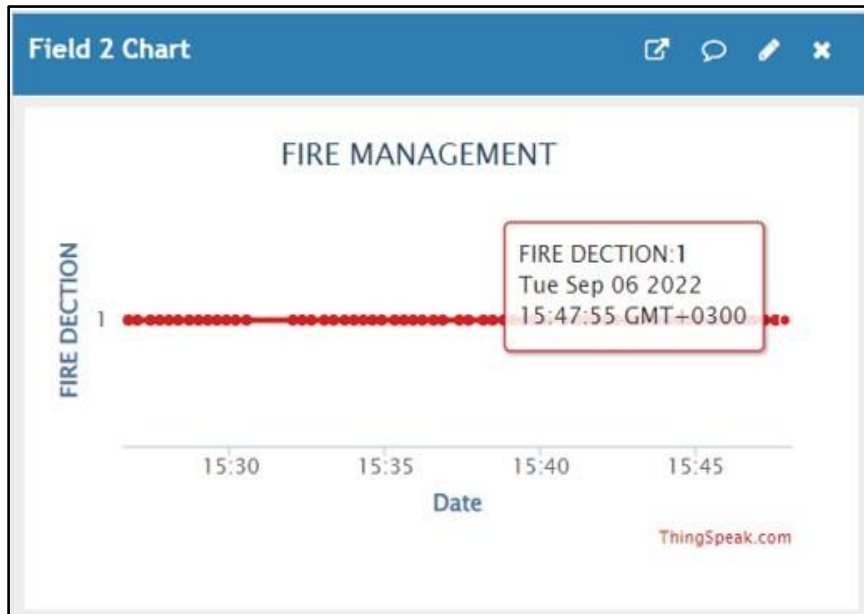 Field 2 Chart
FIRE MANAGEMENT
FIRE DECTION
1
FIRE DECTION:1
Tue Sep 06 2022
15:47:55 GMT+0300
15:30 15:35 15:40 15:45
Date
ThingSpeak.com